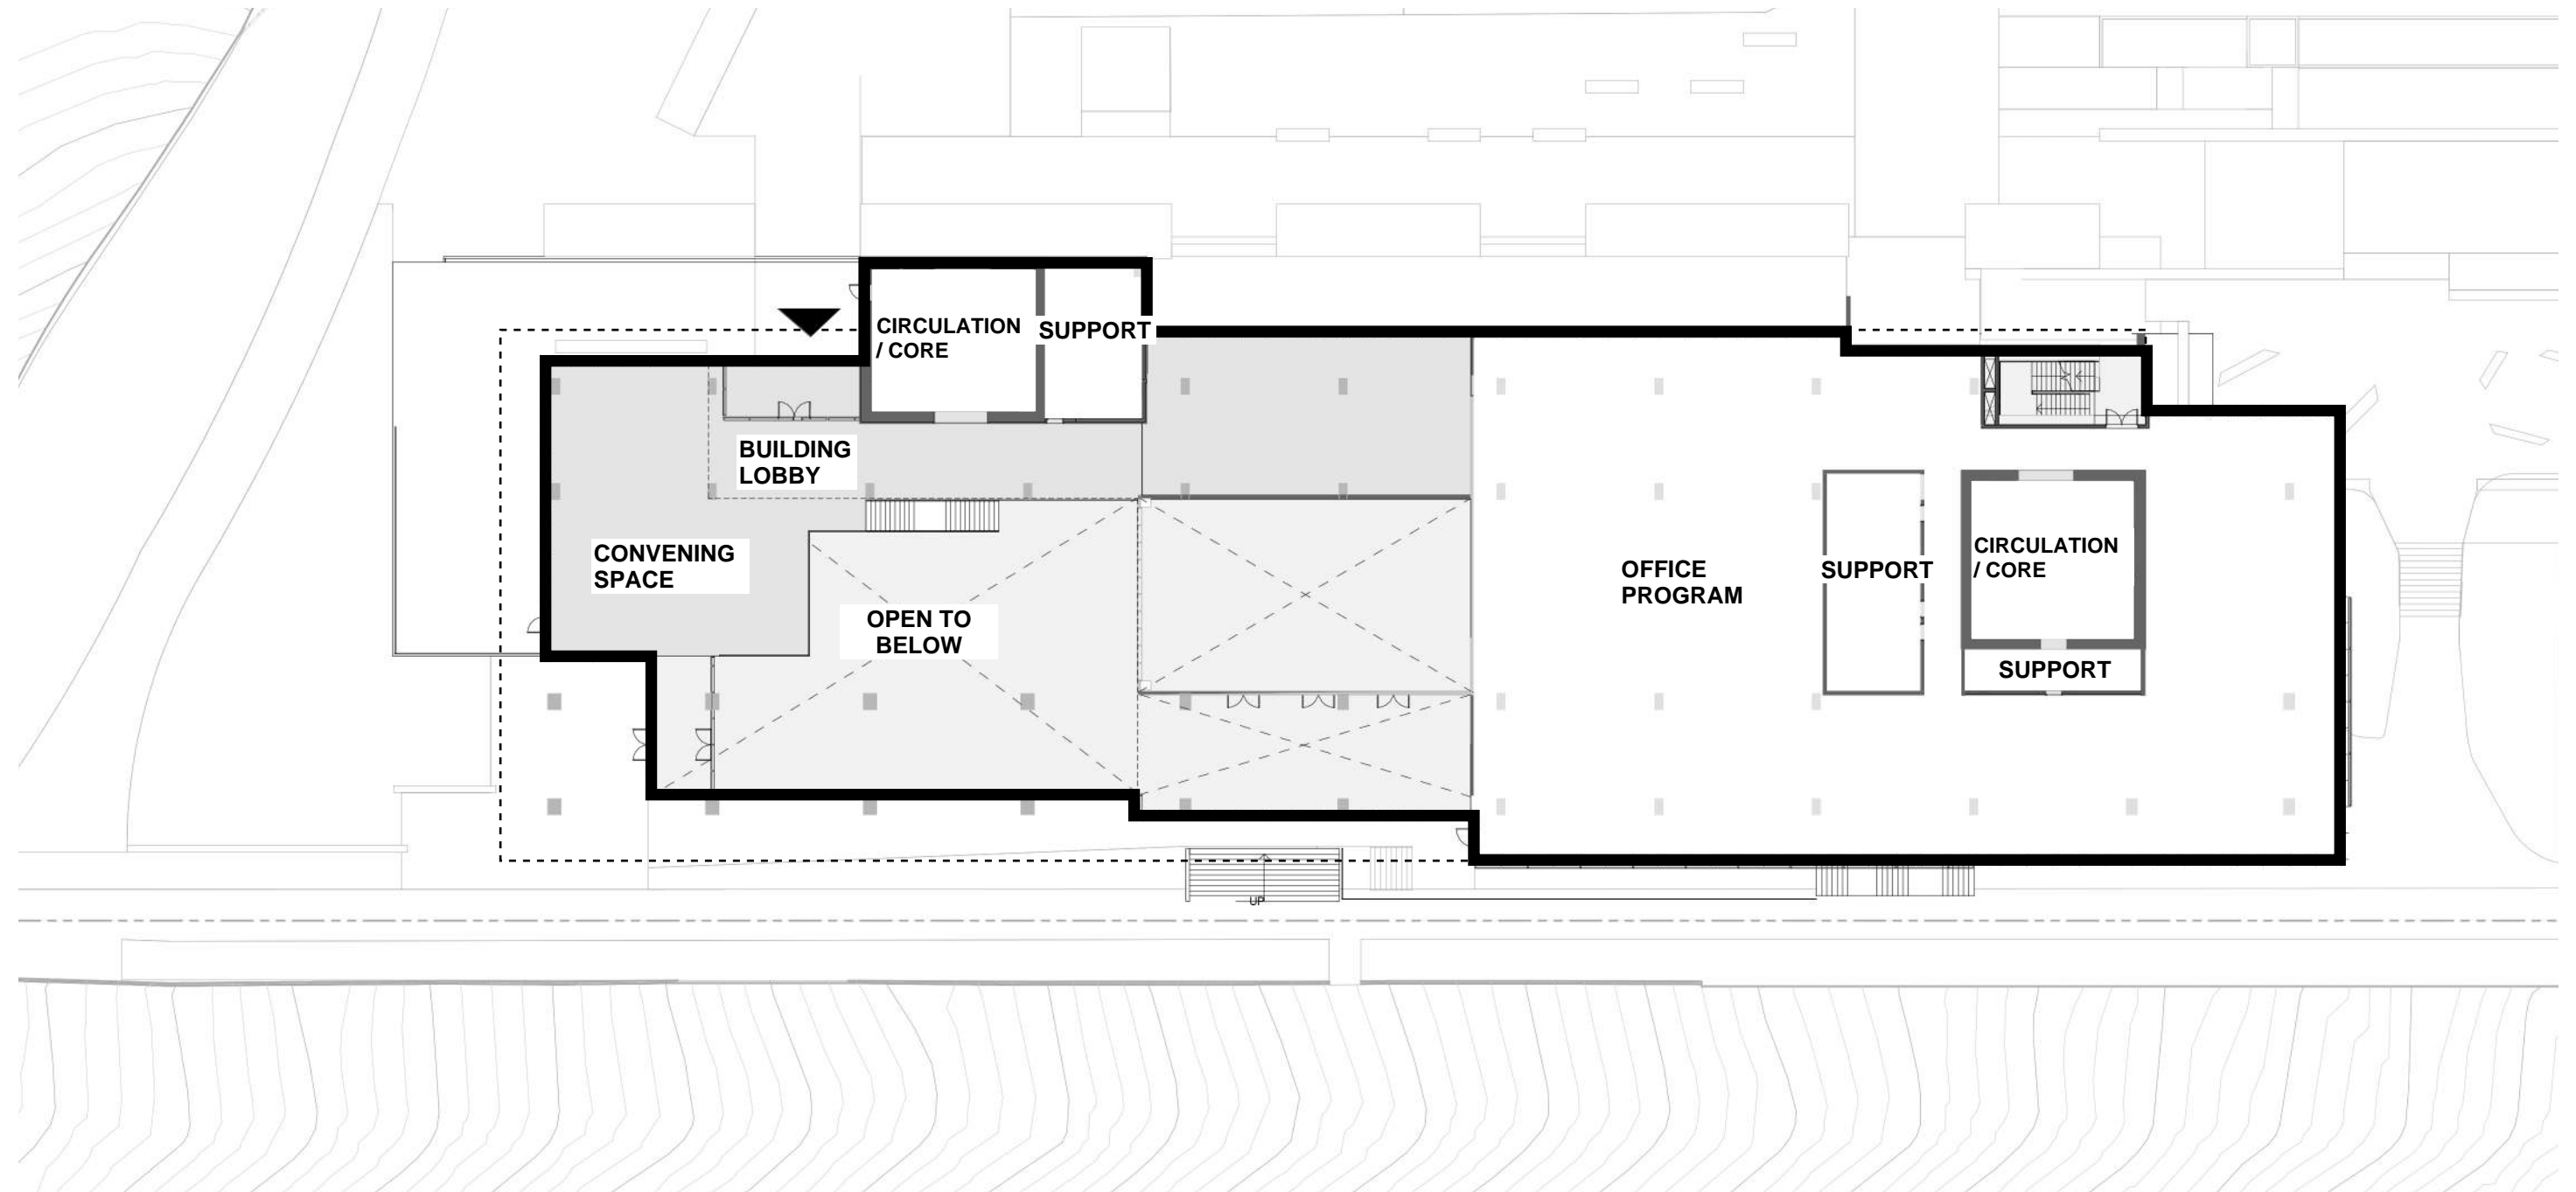 CIRCULATION
/ CORE
SUPPORT
BUILDING
LOBBY
CONVENING
SPACE
OPEN TO
BELOW
OFFICE
PROGRAM
SUPPORT
CIRCULATION
/ CORE
SUPPORT
UP